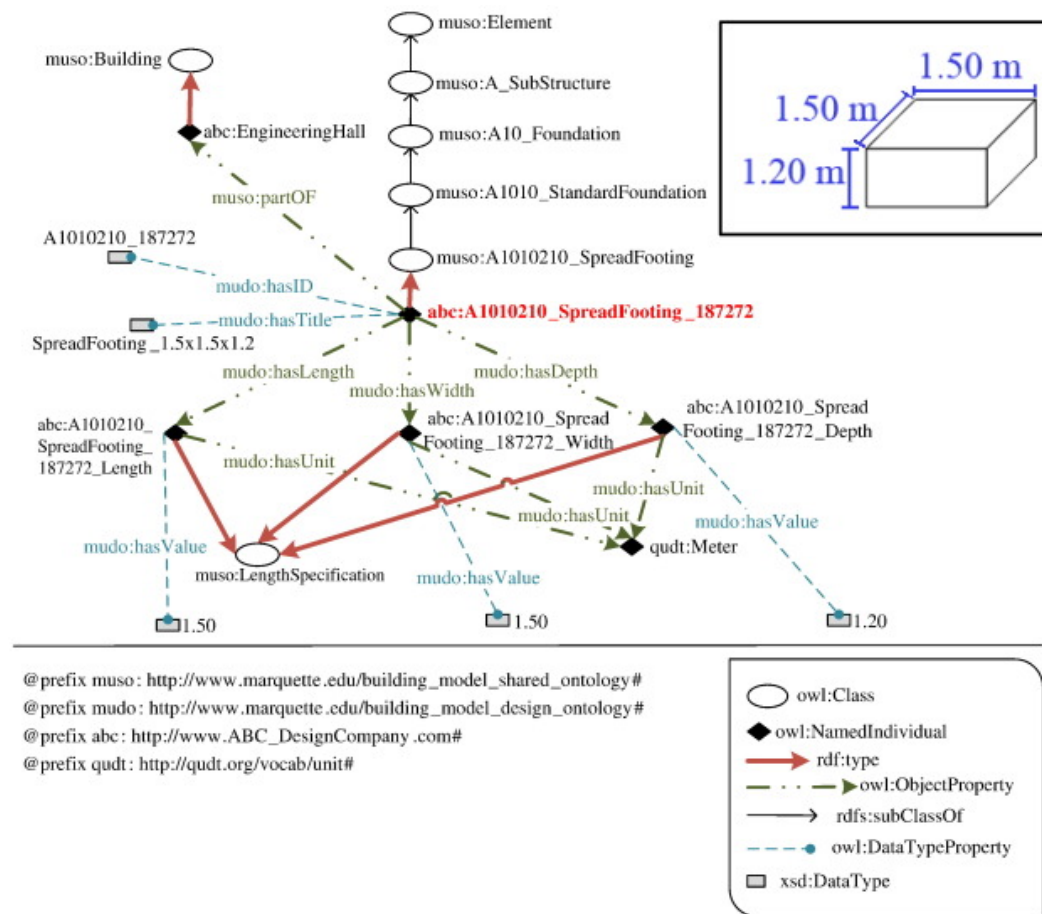 muso:Element
muso:Building
muso:A_SubStructure
1.50 m
1.50 m
1.20 m
abc:EngineeringHall
muso:A10_Foundation
muso:partOF
muso:A1010_StandardFoundation
A1010210_187272
mudo:hasID
muso:A1010210_SpreadFooting
mudo:hasTitle
abc:A1010210_SpreadFooting_187272
SpreadFooting_1.5x1.5x1.2
mudo:hasLength
mudo:hasWidth
mudo:hasDepth
abc:A1010210_
SpreadFooting_
187272_Length
abc:A1010210_Spread
Footing_187272_Width
abc:A1010210_Spread
Footing_187272_Depth
mudo:hasUnit
mudo:hasUnit
mudo:hasUnit
mudo:hasValue
mudo:hasValue
mudo:hasValue
qudt:Meter
muso:LengthSpecification
1.50
1.50
1.20
@prefix muso: http://www.marquette.edu/building_model_shared_ontology#
@prefix mudo: http://www.marquette.edu/building_model_design_ontology#
@prefix abc: http://www.ABC_DesignCompany.com#
@prefix qudt: http://qudt.org/vocab/unit#
owl:Class
owl:NamedIndividual
rdf:type
owl:ObjectProperty
rdfs:subClassOf
owl:DataTypeProperty
xsd:DataType